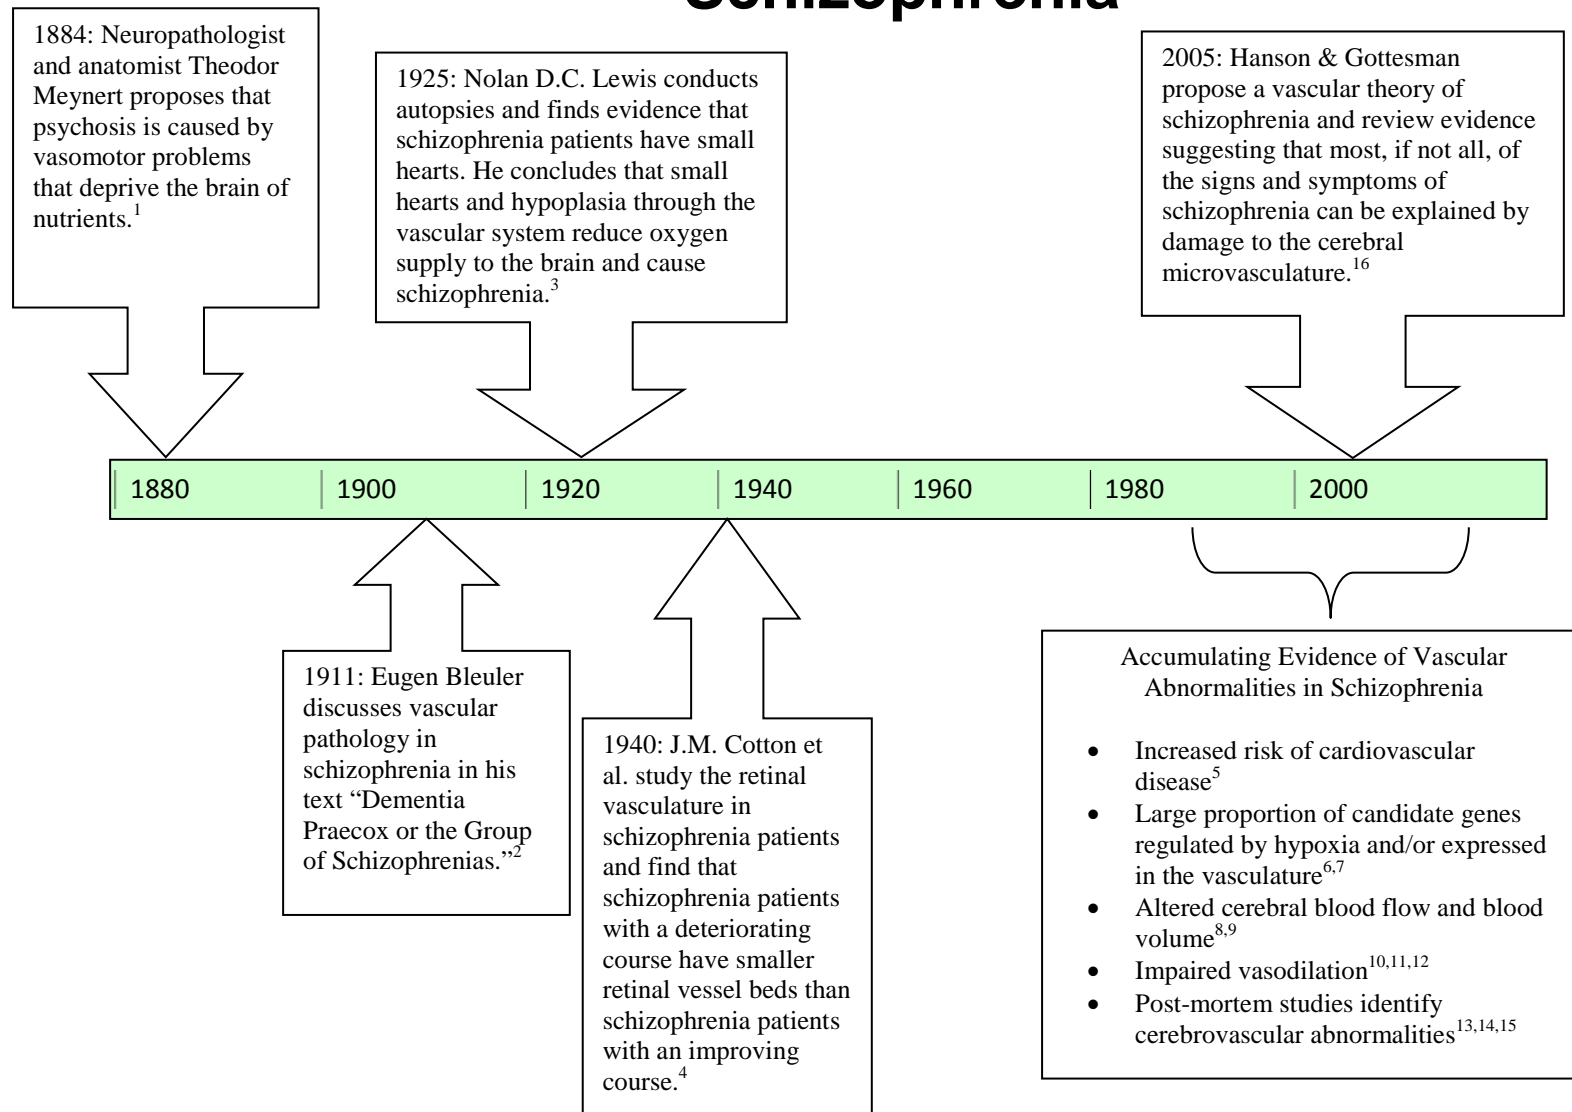 Schizophrenia
1884: Neuropathologist
and anatomist Theodor
Meynert proposes that
psychosis is caused by
vasomotor problems
that deprive the brain of
nutrients.1
1925: Nolan D.C. Lewis conducts
autopsies and finds evidence that
schizophrenia patients have small
hearts. He concludes that small
hearts and hypoplasia through the
vascular system reduce oxygen
supply to the brain and cause
schizophrenia.3
2005: Hanson & Gottesman
propose a vascular theory of
schizophrenia and review evidence
suggesting that most, if not all, of
the signs and symptoms of
schizophrenia can be explained by
damage to the cerebral
microvasculature.16
1880
1900
1920
1940
1960
1980
2000
1911: Eugen Bleuler
discusses vascular
pathology in
schizophrenia in his
text “Dementia
Praecox or the Group
of Schizophrenias.”2
1940: J.M. Cotton et
al. study the retinal
vasculature in
schizophrenia patients
and find that
schizophrenia patients
with a deteriorating
course have smaller
retinal vessel beds than
schizophrenia patients
with an improving
course.4
Accumulating Evidence of Vascular
Abnormalities in Schizophrenia
• Increased risk of cardiovascular
disease5
• Large proportion of candidate genes
regulated by hypoxia and/or expressed
in the vasculature6,7
• Altered cerebral blood flow and blood
volume8,9
• Impaired vasodilation10,11,12
• Post-mortem studies identify
cerebrovascular abnormalities13,14,15